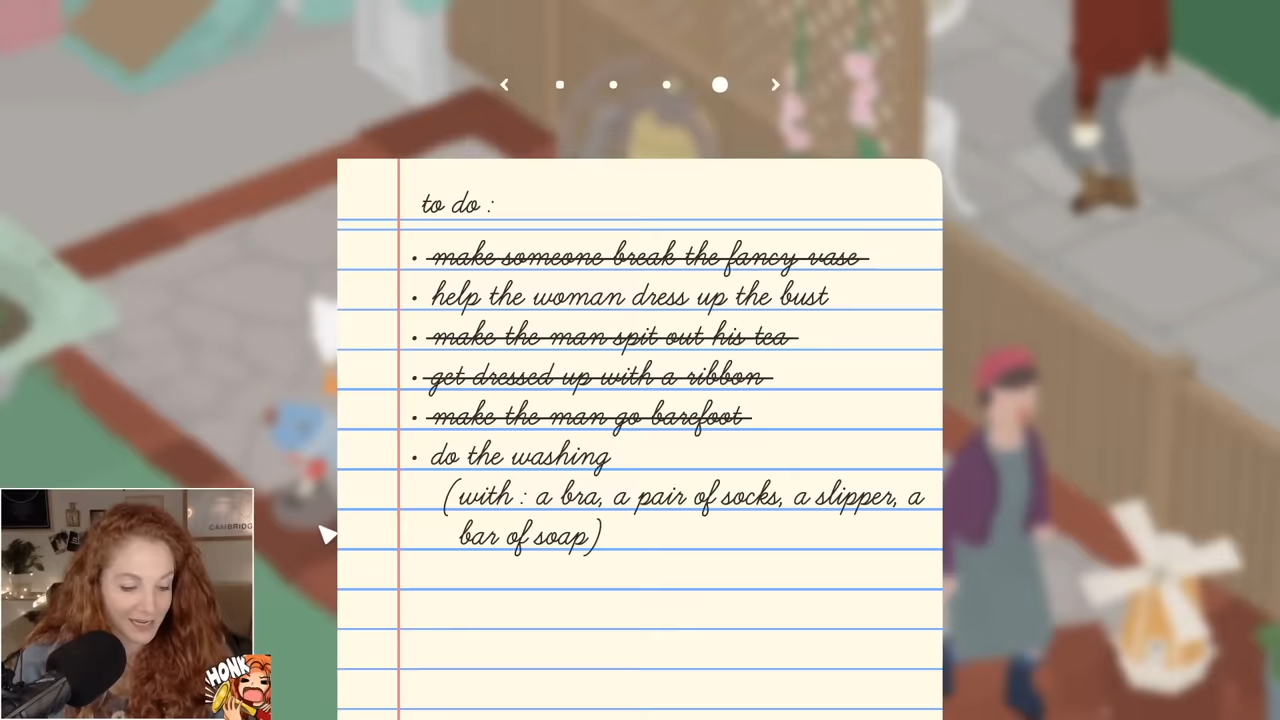 to do :
• make someone break the fancy vase
• help the woman dress up the bust
• make the man spit out his tea
• get dressed up with a ribbon
• make the man go barefoot
• do the washing
(with : a bra, a pair of socks, a slipper, a
bar of soap)
CAMBRIDG
HONK